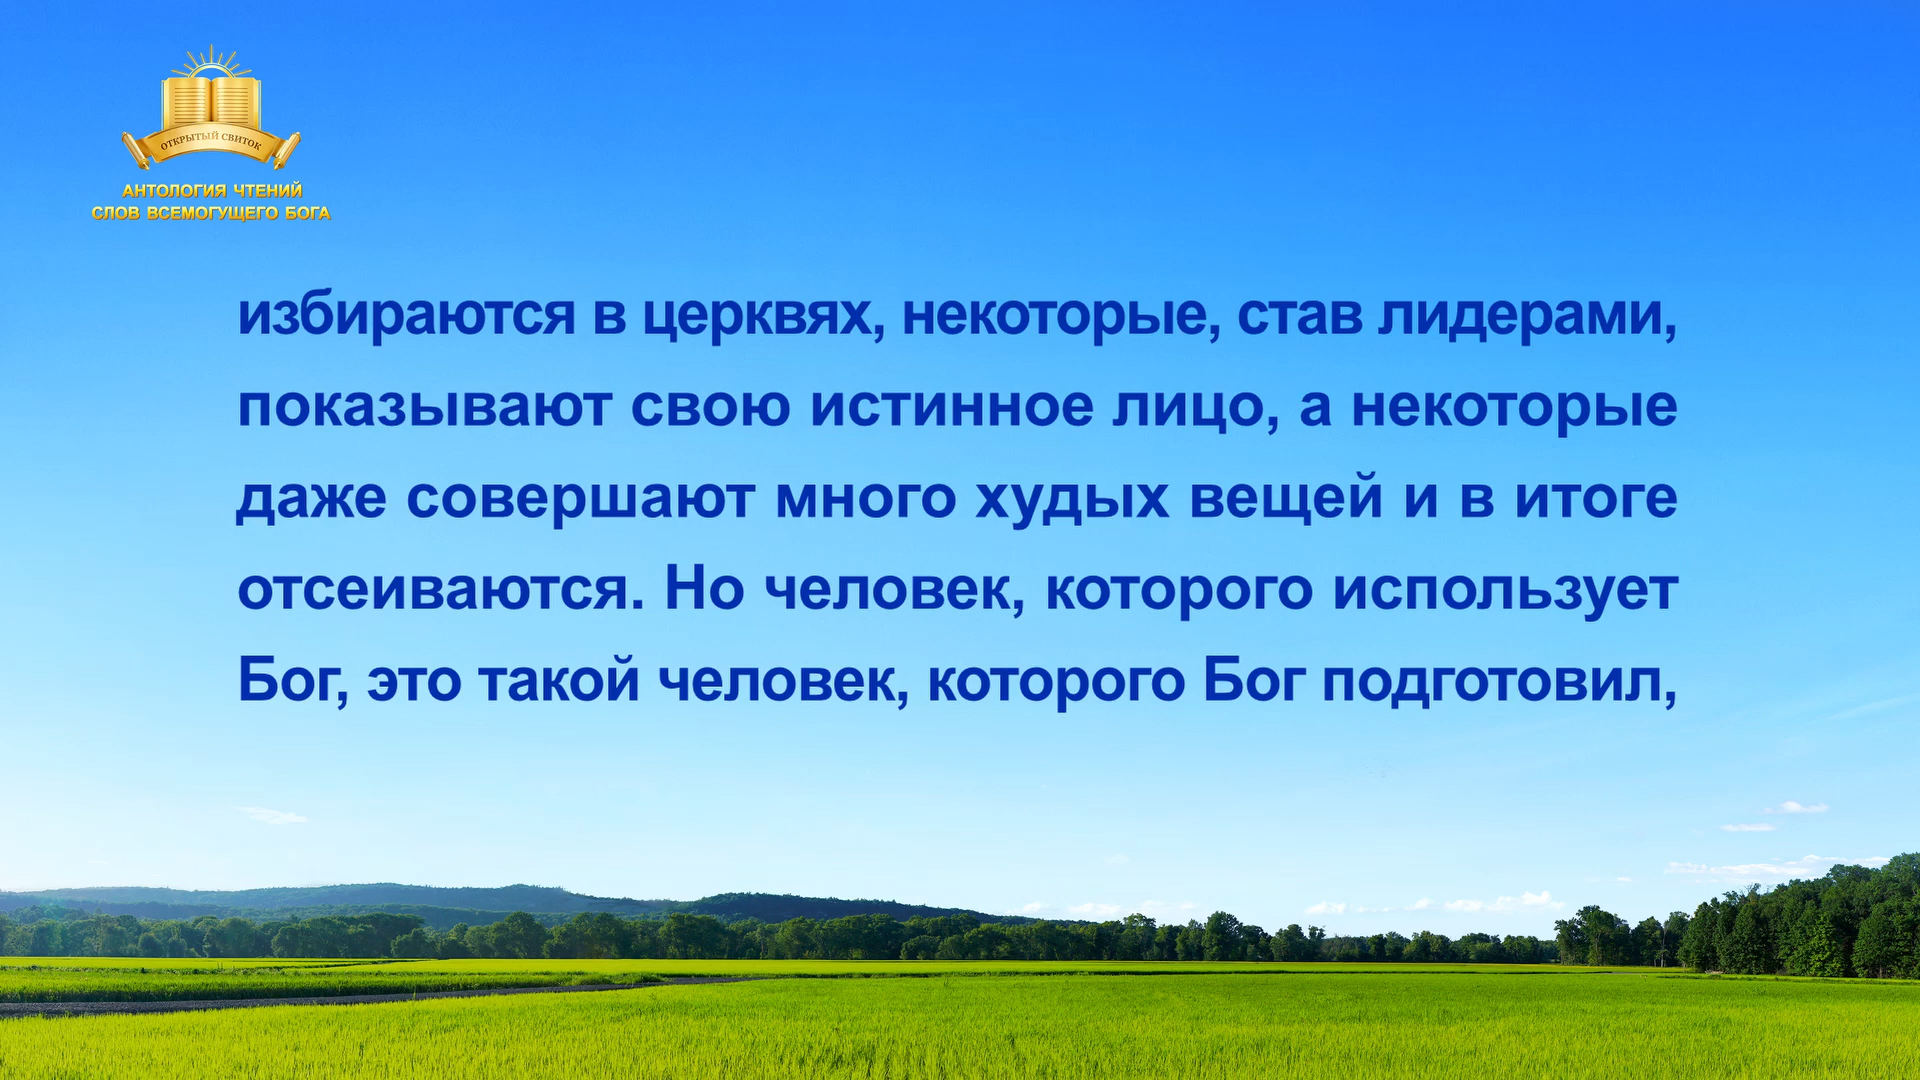 ОТКРЫТЫЙ СВИТОК
АНТОЛОГИЯ ЧТЕНИЙ
СЛОВ ВСЕМОГУЩЕГО БОГА
избираются в церквях, некоторые, став лидерами,
показывают свою истинное лицо, а некоторые
даже совершают много худых вещей и в итоге
отсеиваются. Но человек, которого использует
Бог, это такой человек, которого Бог подготовил,